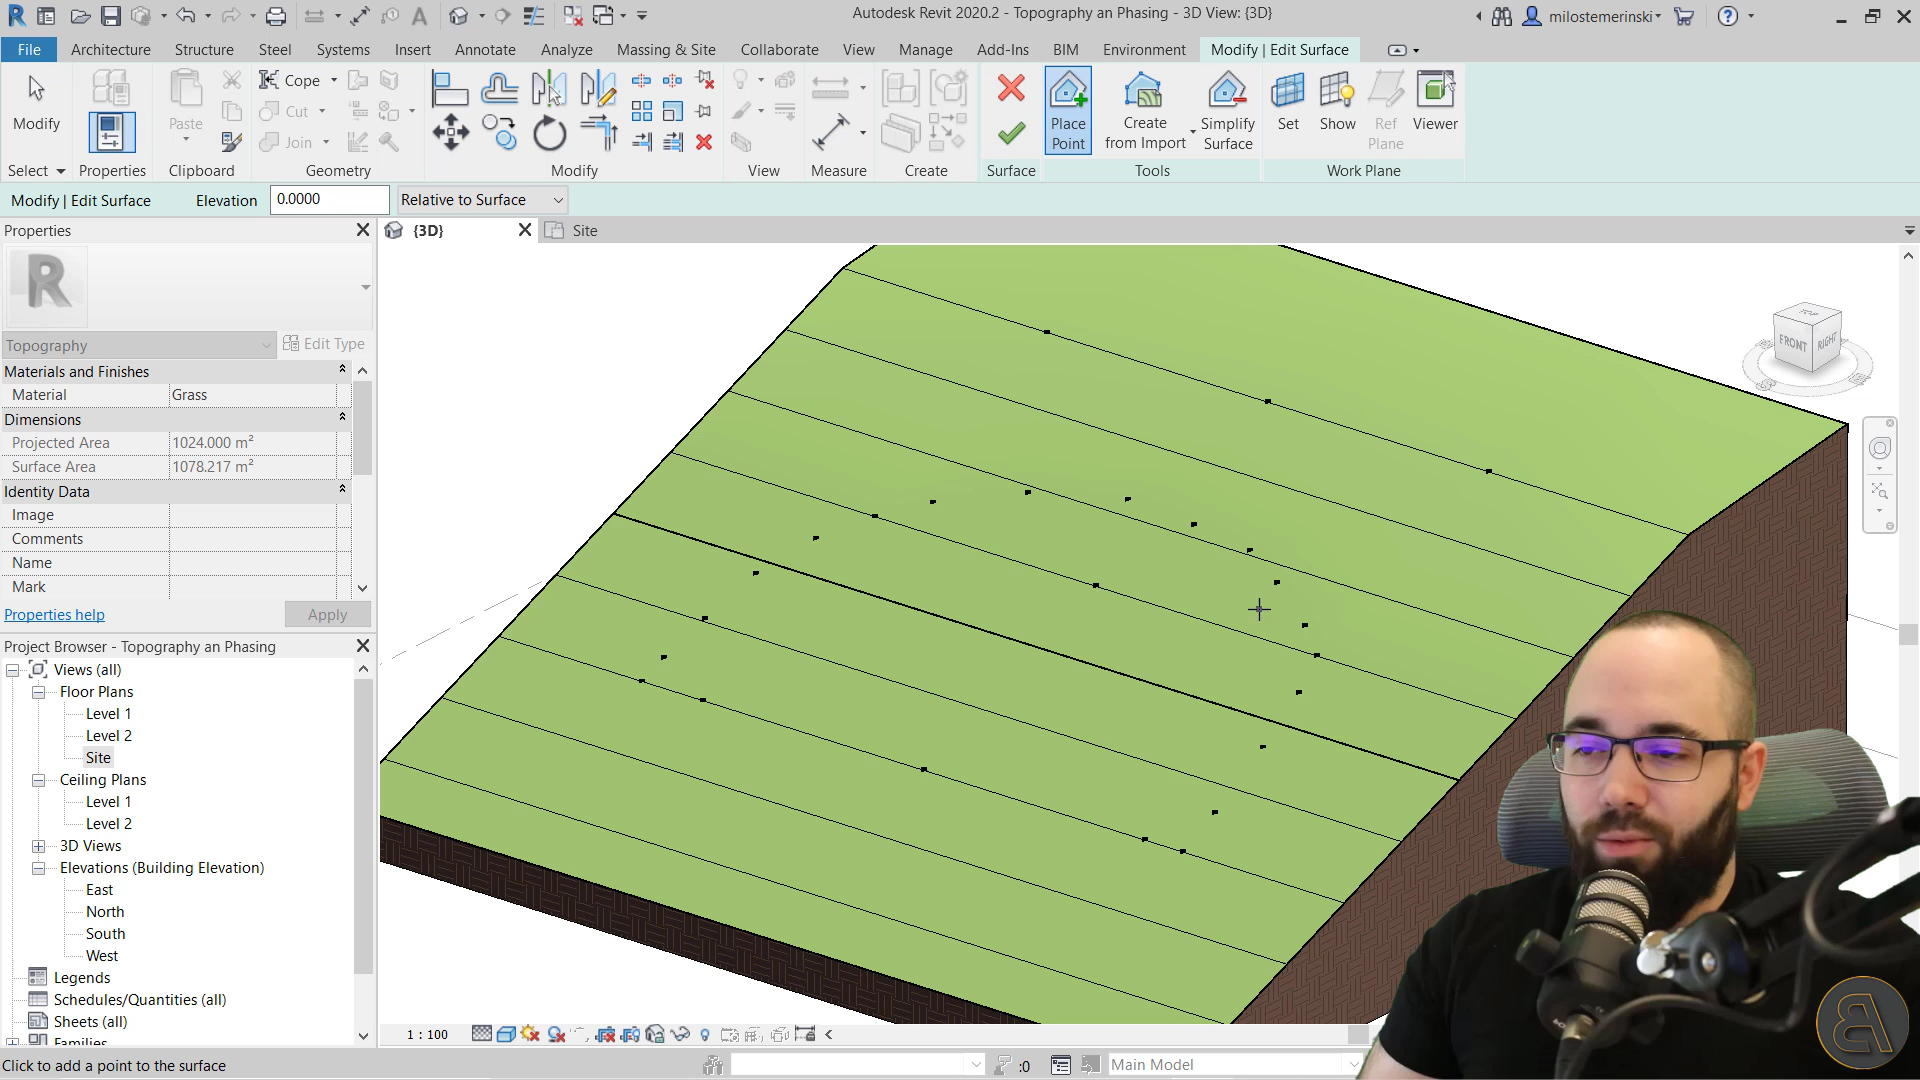 Autodesk Revit 2020.2 - Topography an Phasing - 3D View: {3D}
milostemerinski
File Architecture Structure Steel Systems Insert Annotate Analyze Massing & Site Collaborate View Manage Add-Ins BIM Environment Modify | Edit Surface
Modify
Paste
Cope
Cut
Join
Place Point
Create from Import
Simplify Surface
Set
Show
Ref Plane
Viewer
Select Properties Clipboard Geometry Modify View Measure Create Surface Tools Work Plane
Modify | Edit Surface Elevation 0.0000 Relative to Surface
Properties
{3D}
Site
R
Topography Edit Type
Materials and Finishes
Material Grass
Dimensions
Projected Area 1024.000 m²
Surface Area 1078.217 m²
Identity Data
Image
Comments
Name
Mark
Properties help Apply
Project Browser - Topography an Phasing
Views (all)
Floor Plans
Level 1
Level 2
Site
Ceiling Plans
Level 1
Level 2
3D Views
Elevations (Building Elevation)
East
North
South
West
Legends
Schedules/Quantities (all)
Sheets (all)
Families
TOP
FRONT
RIGHT
1 : 100
Click to add a point to the surface
:0
Main Model